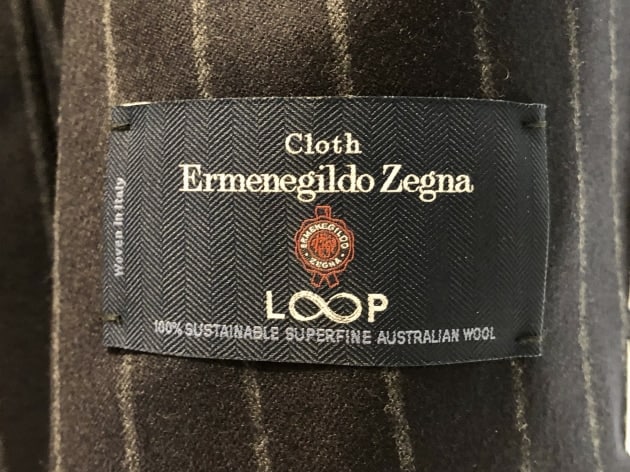 Cloth
Ermenegildo Zegna
ERMENEGILDO
ZEGNA
LOOP
100% SUSTAINABLE SUPERFINE AUSTRALIAN WOOL
Woven in Italy